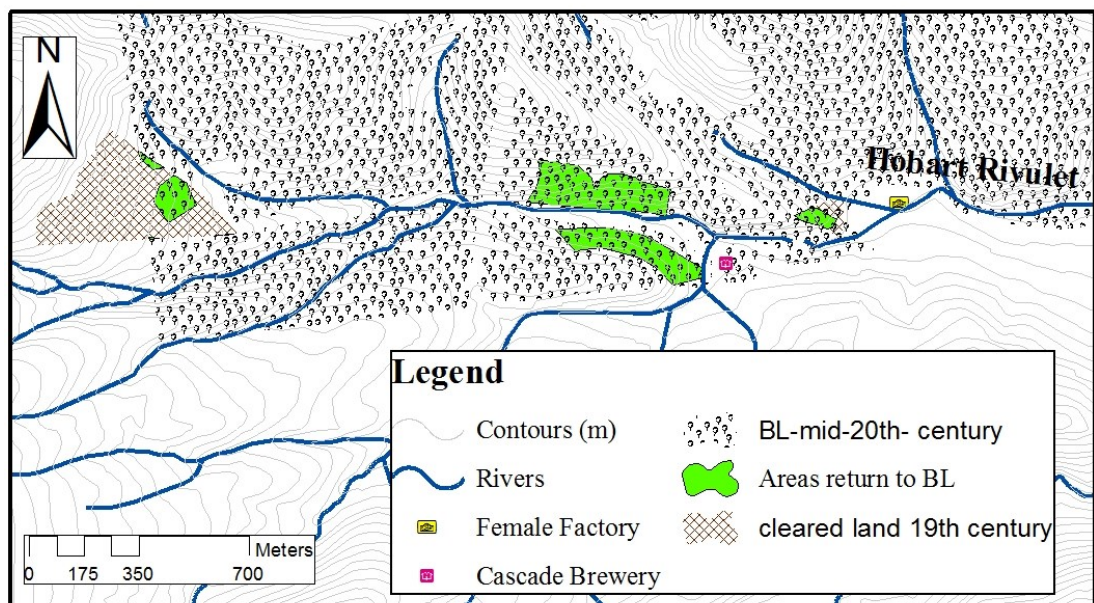 N
Hobart Rivulet
Legend
Contours (m)
Rivers
Female Factory
Cascade Brewery
BL-mid-20th- century
Areas return to BL
cleared land 19th century
Meters
0 175 350 700